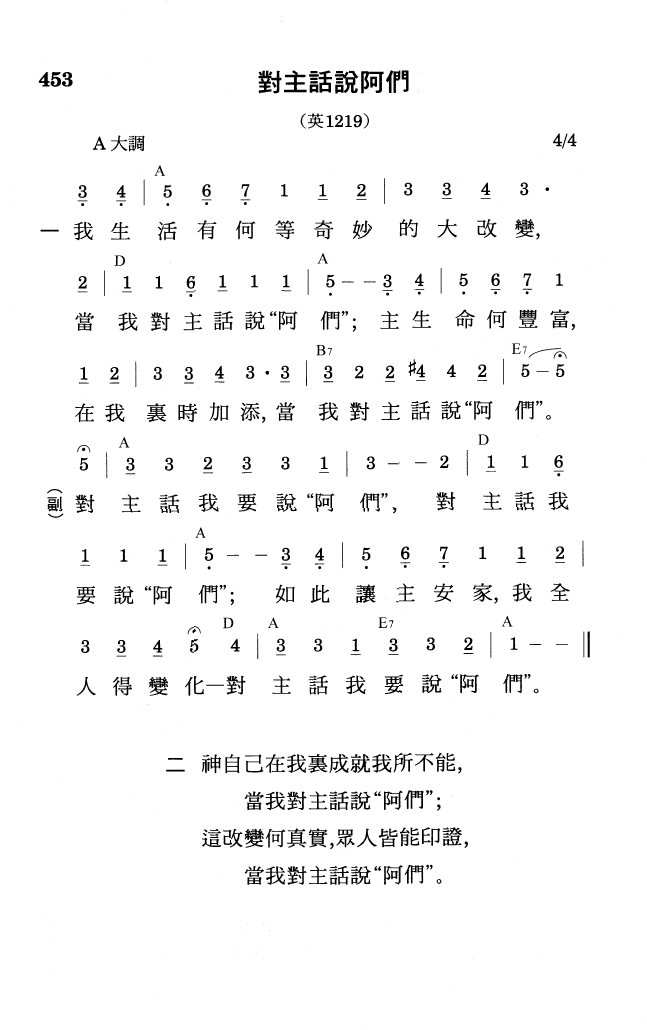 453
對主話說阿們
（英1219）
A 大調 4/4
A
3 4 | 5 6 7 1 1 2 | 3 3 4 3 ·
一 我 生 活 有 何 等 奇 妙 的 大 改 變,
D A
2 | 1 1 6 1 1 1 | 5 – – 3 4 | 5 6 7 1
當 我 對 主 話 說 “阿 們”; 主 生 命 何 豐 富,
B7 E7
1 2 | 3 3 4 3 · 3 | 3 2 2 #4 4 2 | 5 – 5
在 我 裏 時 加 添, 當 我 對 主 話 說 “阿 們”。
A D
5 | 3 3 2 3 3 1 | 3 – – 2 | 1 1 6
（副） 對 主 話 我 要 說 “阿 們”, 對 主 話 我
A
1 1 1 | 5 – – 3 4 | 5 6 7 1 1 2 |
要 說 “阿 們”; 如 此 讓 主 安 家, 我 全
D A E7 A
3 3 4 5 4 | 3 3 1 3 3 2 | 1 – – ‖
人 得 變 化—對 主 話 我 要 說 “阿 們”。
二 神自己在我裏成就我所不能,
當我對主話說“阿們”;
這改變何真實,眾人皆能印證,
當我對主話說“阿們”。